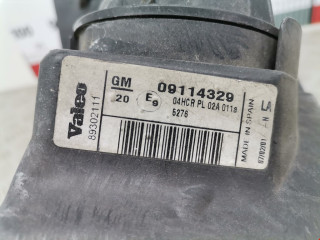 Valeo
89302111
GM
20
E9
09114329
04HCR PL 02A 0118
5276
MADE IN SPAIN